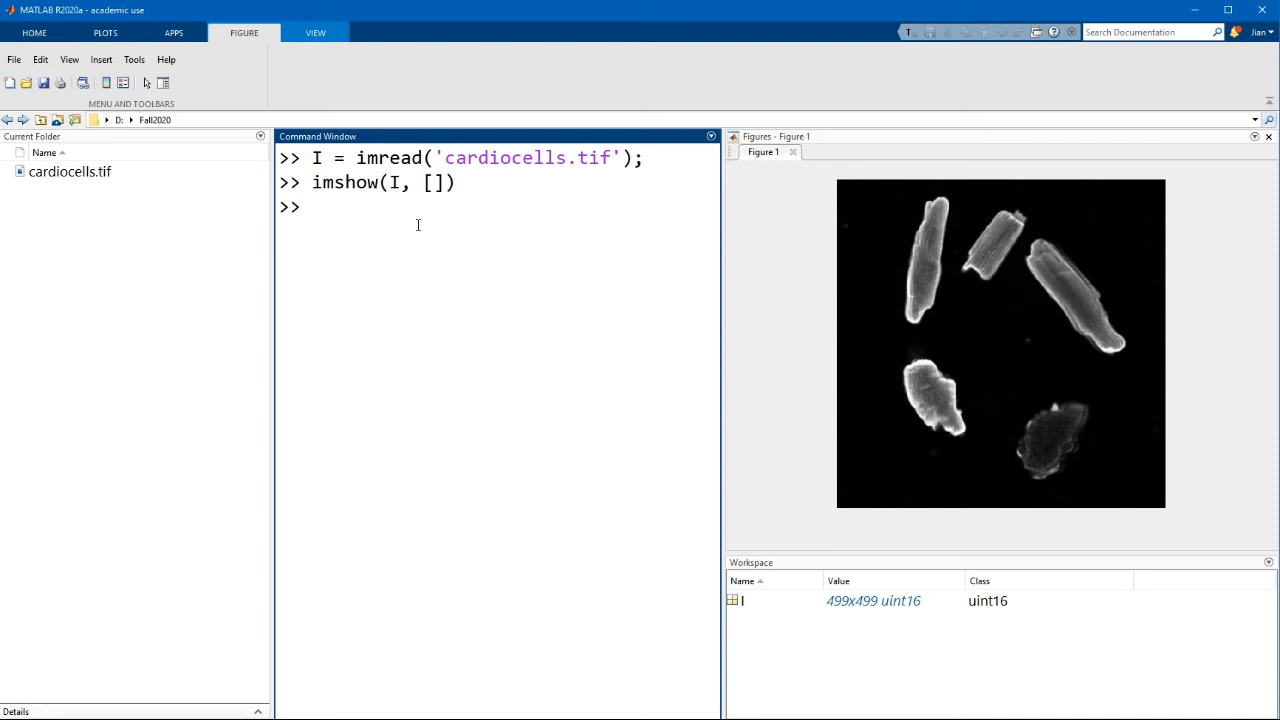 MATLAB R2020a - academic use
HOME PLOTS APPS FIGURE VIEW
Search Documentation
Jian
File Edit View Insert Tools Help
MENU AND TOOLBARS
D: Fall2020
Current Folder
Name
cardiocells.tif
Details
Command Window
>> I = imread('cardiocells.tif');
>> imshow(I, [])
>>
Figures - Figure 1
Figure 1
Workspace
Name Value Class
I 499x499 uint16 uint16